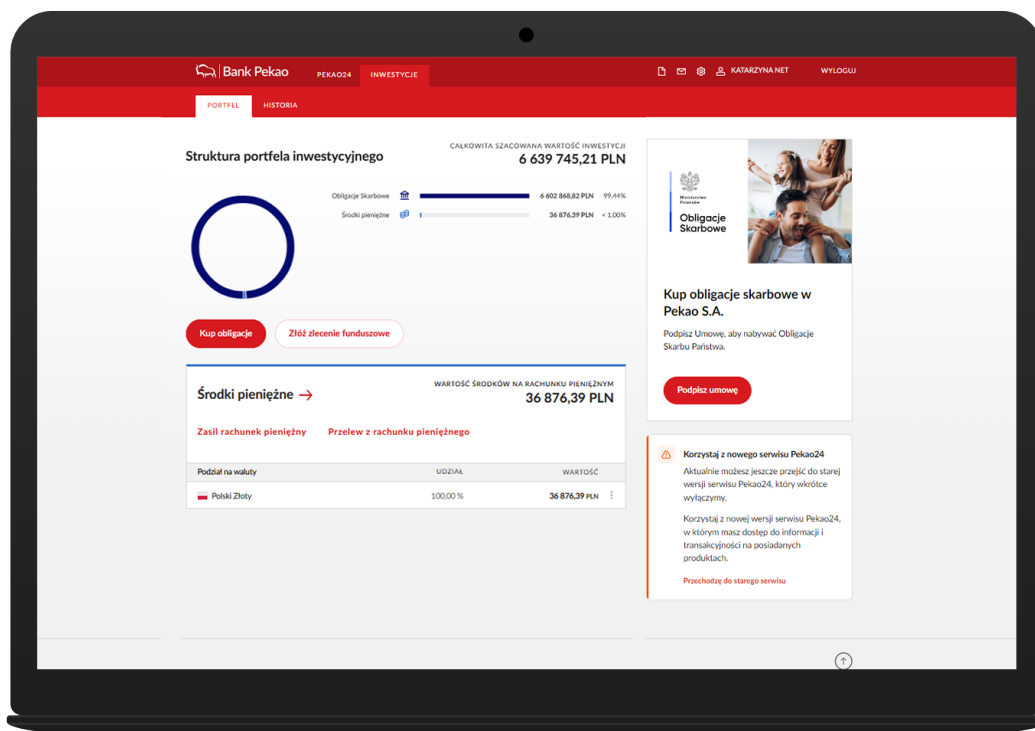 Bank Pekao
PEKAO24
INWESTYCJE
KATARZYNA NET
WYLOGUJ
PORTFEL
HISTORIA
Struktura portfela inwestycyjnego
CAŁKOWITA SZACOWANA WARTOŚĆ INWESTYCJI
6 639 745,21 PLN
Obligacje Skarbowe 6 602 868,82 PLN 99,44%
Środki pieniężne 36 876,39 PLN < 1,00%
Kup obligacje
Złóż zlecenie funduszowe
Środki pieniężne
WARTOŚĆ ŚRODKÓW NA RACHUNKU PIENIĘŻNYM
36 876,39 PLN
Zasil rachunek pieniężny
Przelew z rachunku pieniężnego
Podział na waluty UDZIAŁ WARTOŚĆ
Polski Złoty 100,00 % 36 876,39 PLN
Ministerstwo
Finansów
Obligacje
Skarbowe
Kup obligacje skarbowe w
Pekao S.A.
Podpisz Umowę, aby nabywać Obligacje
Skarbu Państwa.
Podpisz umowę
Korzystaj z nowego serwisu Pekao24
Aktualnie możesz jeszcze przejść do starej
wersji serwisu Pekao24, który wkrótce
wyłączymy.
Korzystaj z nowej wersji serwisu Pekao24,
w którym masz dostęp do informacji i
transakcyjności na posiadanych
produktach.
Przechodzę do starego serwisu